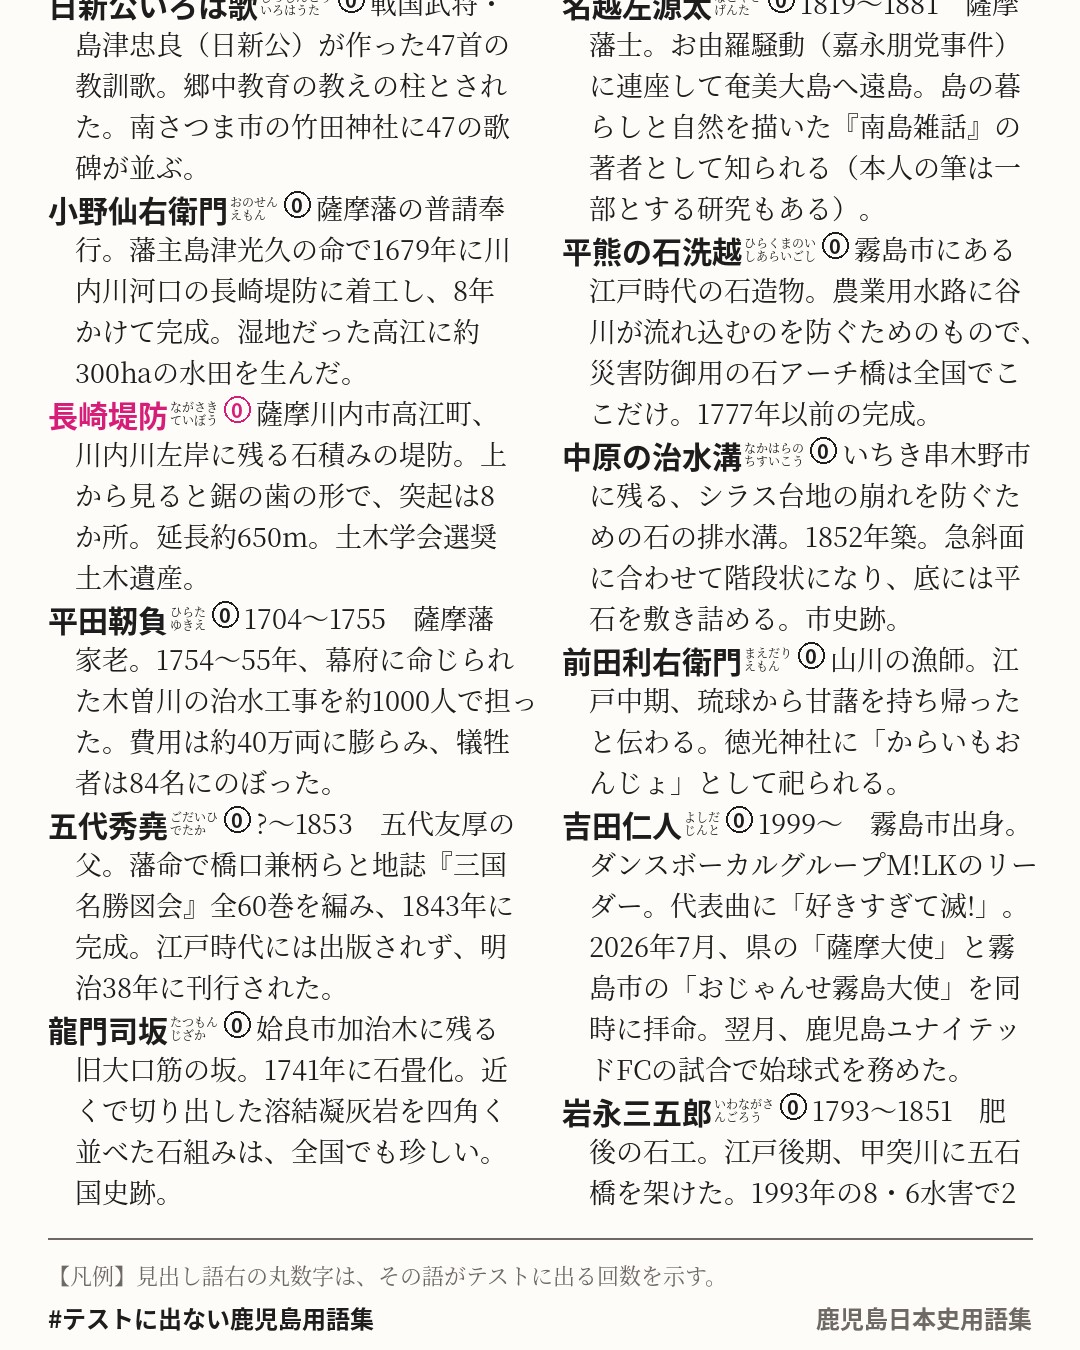 日新公いろは歌 いろはうた ⓪ 戦国武将・
島津忠良（日新公）が作った47首の
教訓歌。郷中教育の教えの柱とされ
た。南さつま市の竹田神社に47の歌
碑が並ぶ。
小野仙右衛門 おのせんえもん ⓪ 薩摩藩の普請奉
行。藩主島津光久の命で1679年に川
内川河口の長崎堤防に着工し、8年
かけて完成。湿地だった高江に約
300haの水田を生んだ。
長崎堤防 ながさきていぼう ⓪ 薩摩川内市高江町、
川内川左岸に残る石積みの堤防。上
から見ると鋸の歯の形で、突起は8
か所。延長約650m。土木学会選奨
土木遺産。
平田靭負 ひらたゆきえ ⓪ 1704〜1755　薩摩藩
家老。1754〜55年、幕府に命じられ
た木曽川の治水工事を約1000人で担っ
た。費用は約40万両に膨らみ、犠牲
者は84名にのぼった。
五代秀堯 ごだいひでたか ⓪ ?〜1853　五代友厚の
父。藩命で橋口兼柄らと地誌『三国
名勝図会』全60巻を編み、1843年に
完成。江戸時代には出版されず、明
治38年に刊行された。
龍門司坂 たつもんじざか ⓪ 姶良市加治木に残る
旧大口筋の坂。1741年に石畳化。近
くで切り出した溶結凝灰岩を四角く
並べた石組みは、全国でも珍しい。
国史跡。
名越左源太 げんた ⓪ 1819〜1881　薩摩
藩士。お由羅騒動（嘉永朋党事件）
に連座して奄美大島へ遠島。島の暮
らしと自然を描いた『南島雑話』の
著者として知られる（本人の筆は一
部とする研究もある）。
平熊の石洗越 ひらくまのいしあらいごし ⓪ 霧島市にある
江戸時代の石造物。農業用水路に谷
川が流れ込むのを防ぐためのもので、
災害防御用の石アーチ橋は全国でこ
こだけ。1777年以前の完成。
中原の治水溝 なかはらのちすいこう ⓪ いちき串木野市
に残る、シラス台地の崩れを防ぐた
めの石の排水溝。1852年築。急斜面
に合わせて階段状になり、底には平
石を敷き詰める。市史跡。
前田利右衛門 まえだりえもん ⓪ 山川の漁師。江
戸中期、琉球から甘藷を持ち帰った
と伝わる。徳光神社に「からいもお
んじょ」として祀られる。
吉田仁人 よしだじんと ⓪ 1999〜　霧島市出身。
ダンスボーカルグループM!LKのリー
ダー。代表曲に「好きすぎて滅!」。
2026年7月、県の「薩摩大使」と霧
島市の「おじゃんせ霧島大使」を同
時に拝命。翌月、鹿児島ユナイテッ
ドFCの試合で始球式を務めた。
岩永三五郎 いわながさんごろう ⓪ 1793〜1851　肥
後の石工。江戸後期、甲突川に五石
橋を架けた。1993年の8・6水害で2
【凡例】見出し語右の丸数字は、その語がテストに出る回数を示す。
#テストに出ない鹿児島用語集
鹿児島日本史用語集